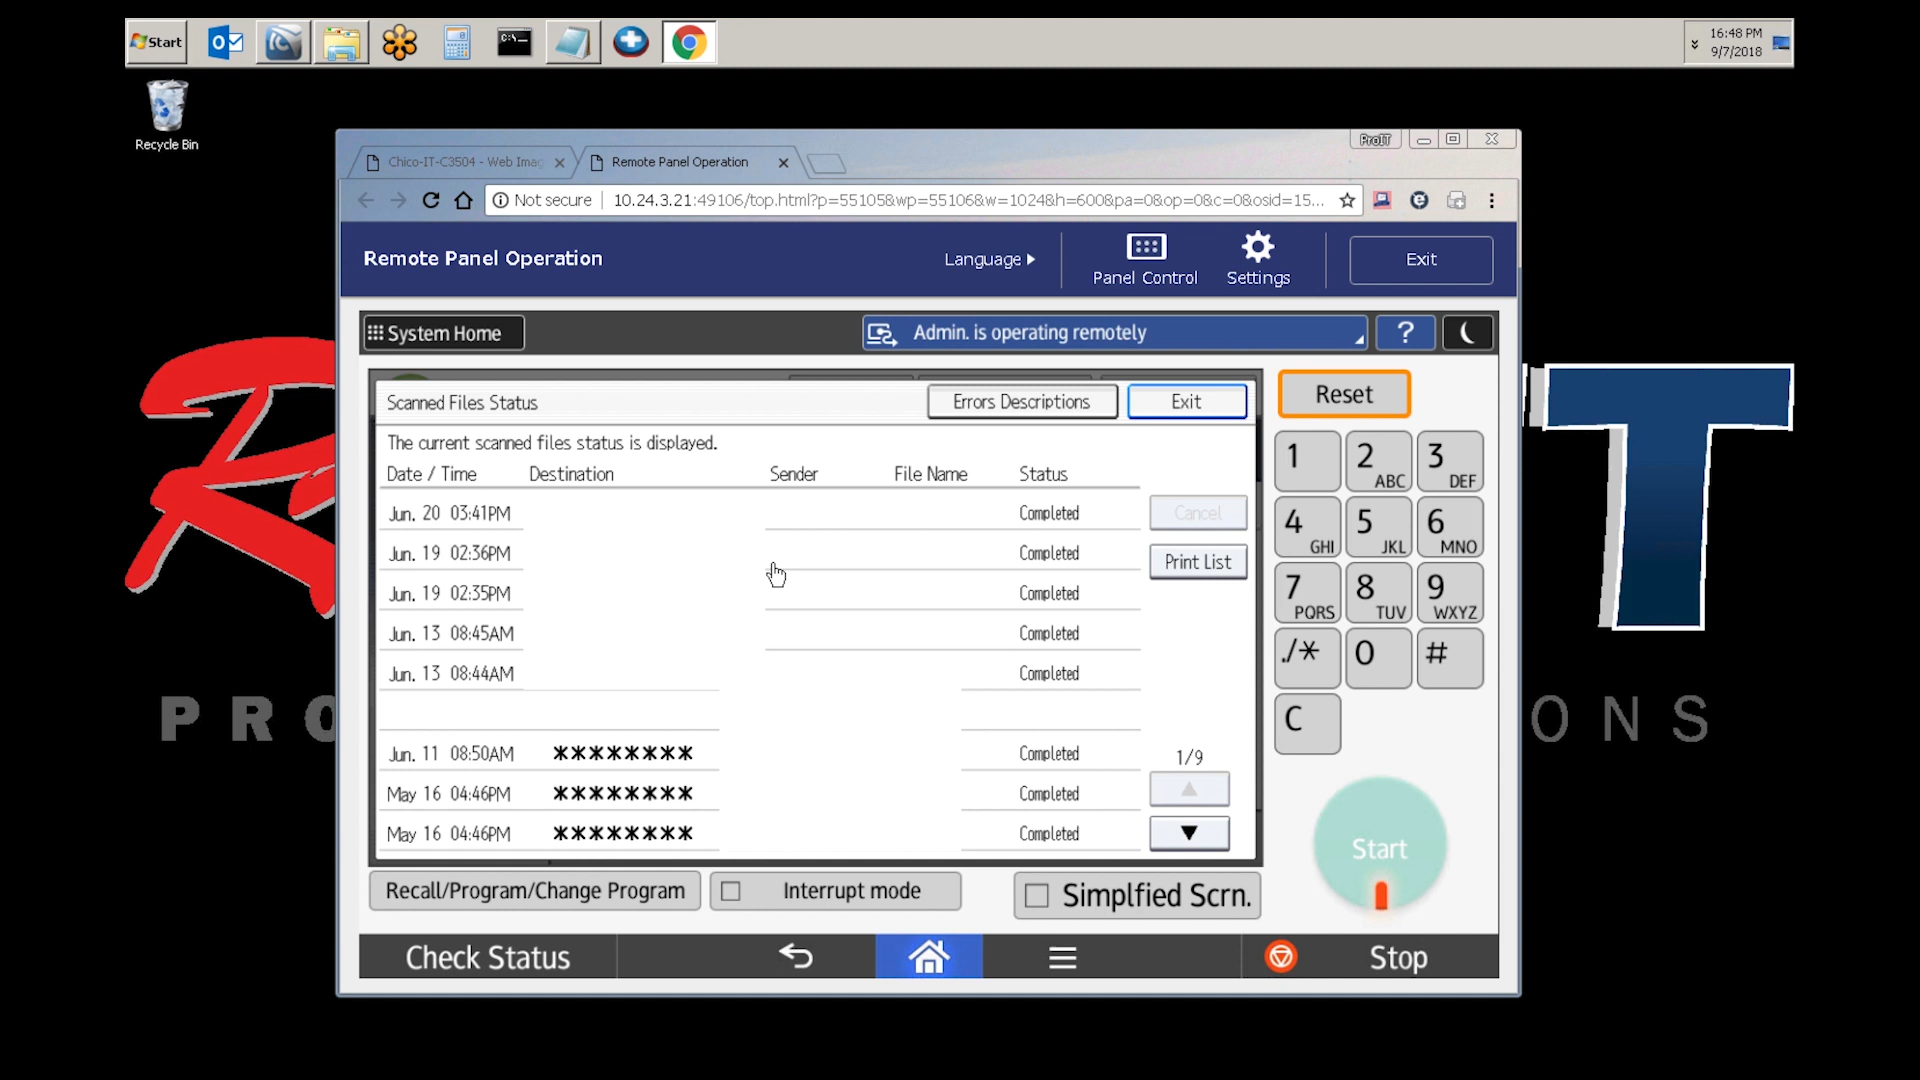 Start
16:48 PM
9/7/2018
Recycle Bin
ProIT
Chico-IT-C3504 - Web Imag
Remote Panel Operation
Not secure
10.24.3.21:49106/top.html?p=55105&wp=55106&w=1024&h=600&pa=0&op=0&c=0&osid=15...
Remote Panel Operation
Language
Panel Control
Settings
Exit
System Home
Admin. is operating remotely
?
Scanned Files Status
Errors Descriptions
Exit
The current scanned files status is displayed.
Date / Time Destination Sender File Name Status
Jun. 20 03:41PM Completed
Jun. 19 02:36PM Completed
Jun. 19 02:35PM Completed
Jun. 13 08:45AM Completed
Jun. 13 08:44AM Completed
Jun. 11 08:50AM ******** Completed
May 16 04:46PM ******** Completed
May 16 04:46PM ******** Completed
Cancel
Print List
1/9
Reset
1
2 ABC
3 DEF
4 GHI
5 JKL
6 MNO
7 PQRS
8 TUV
9 WXYZ
./*
0
#
C
Start
Recall/Program/Change Program
Interrupt mode
Simplfied Scrn.
Check Status
Stop
R
T
PRO
ONS